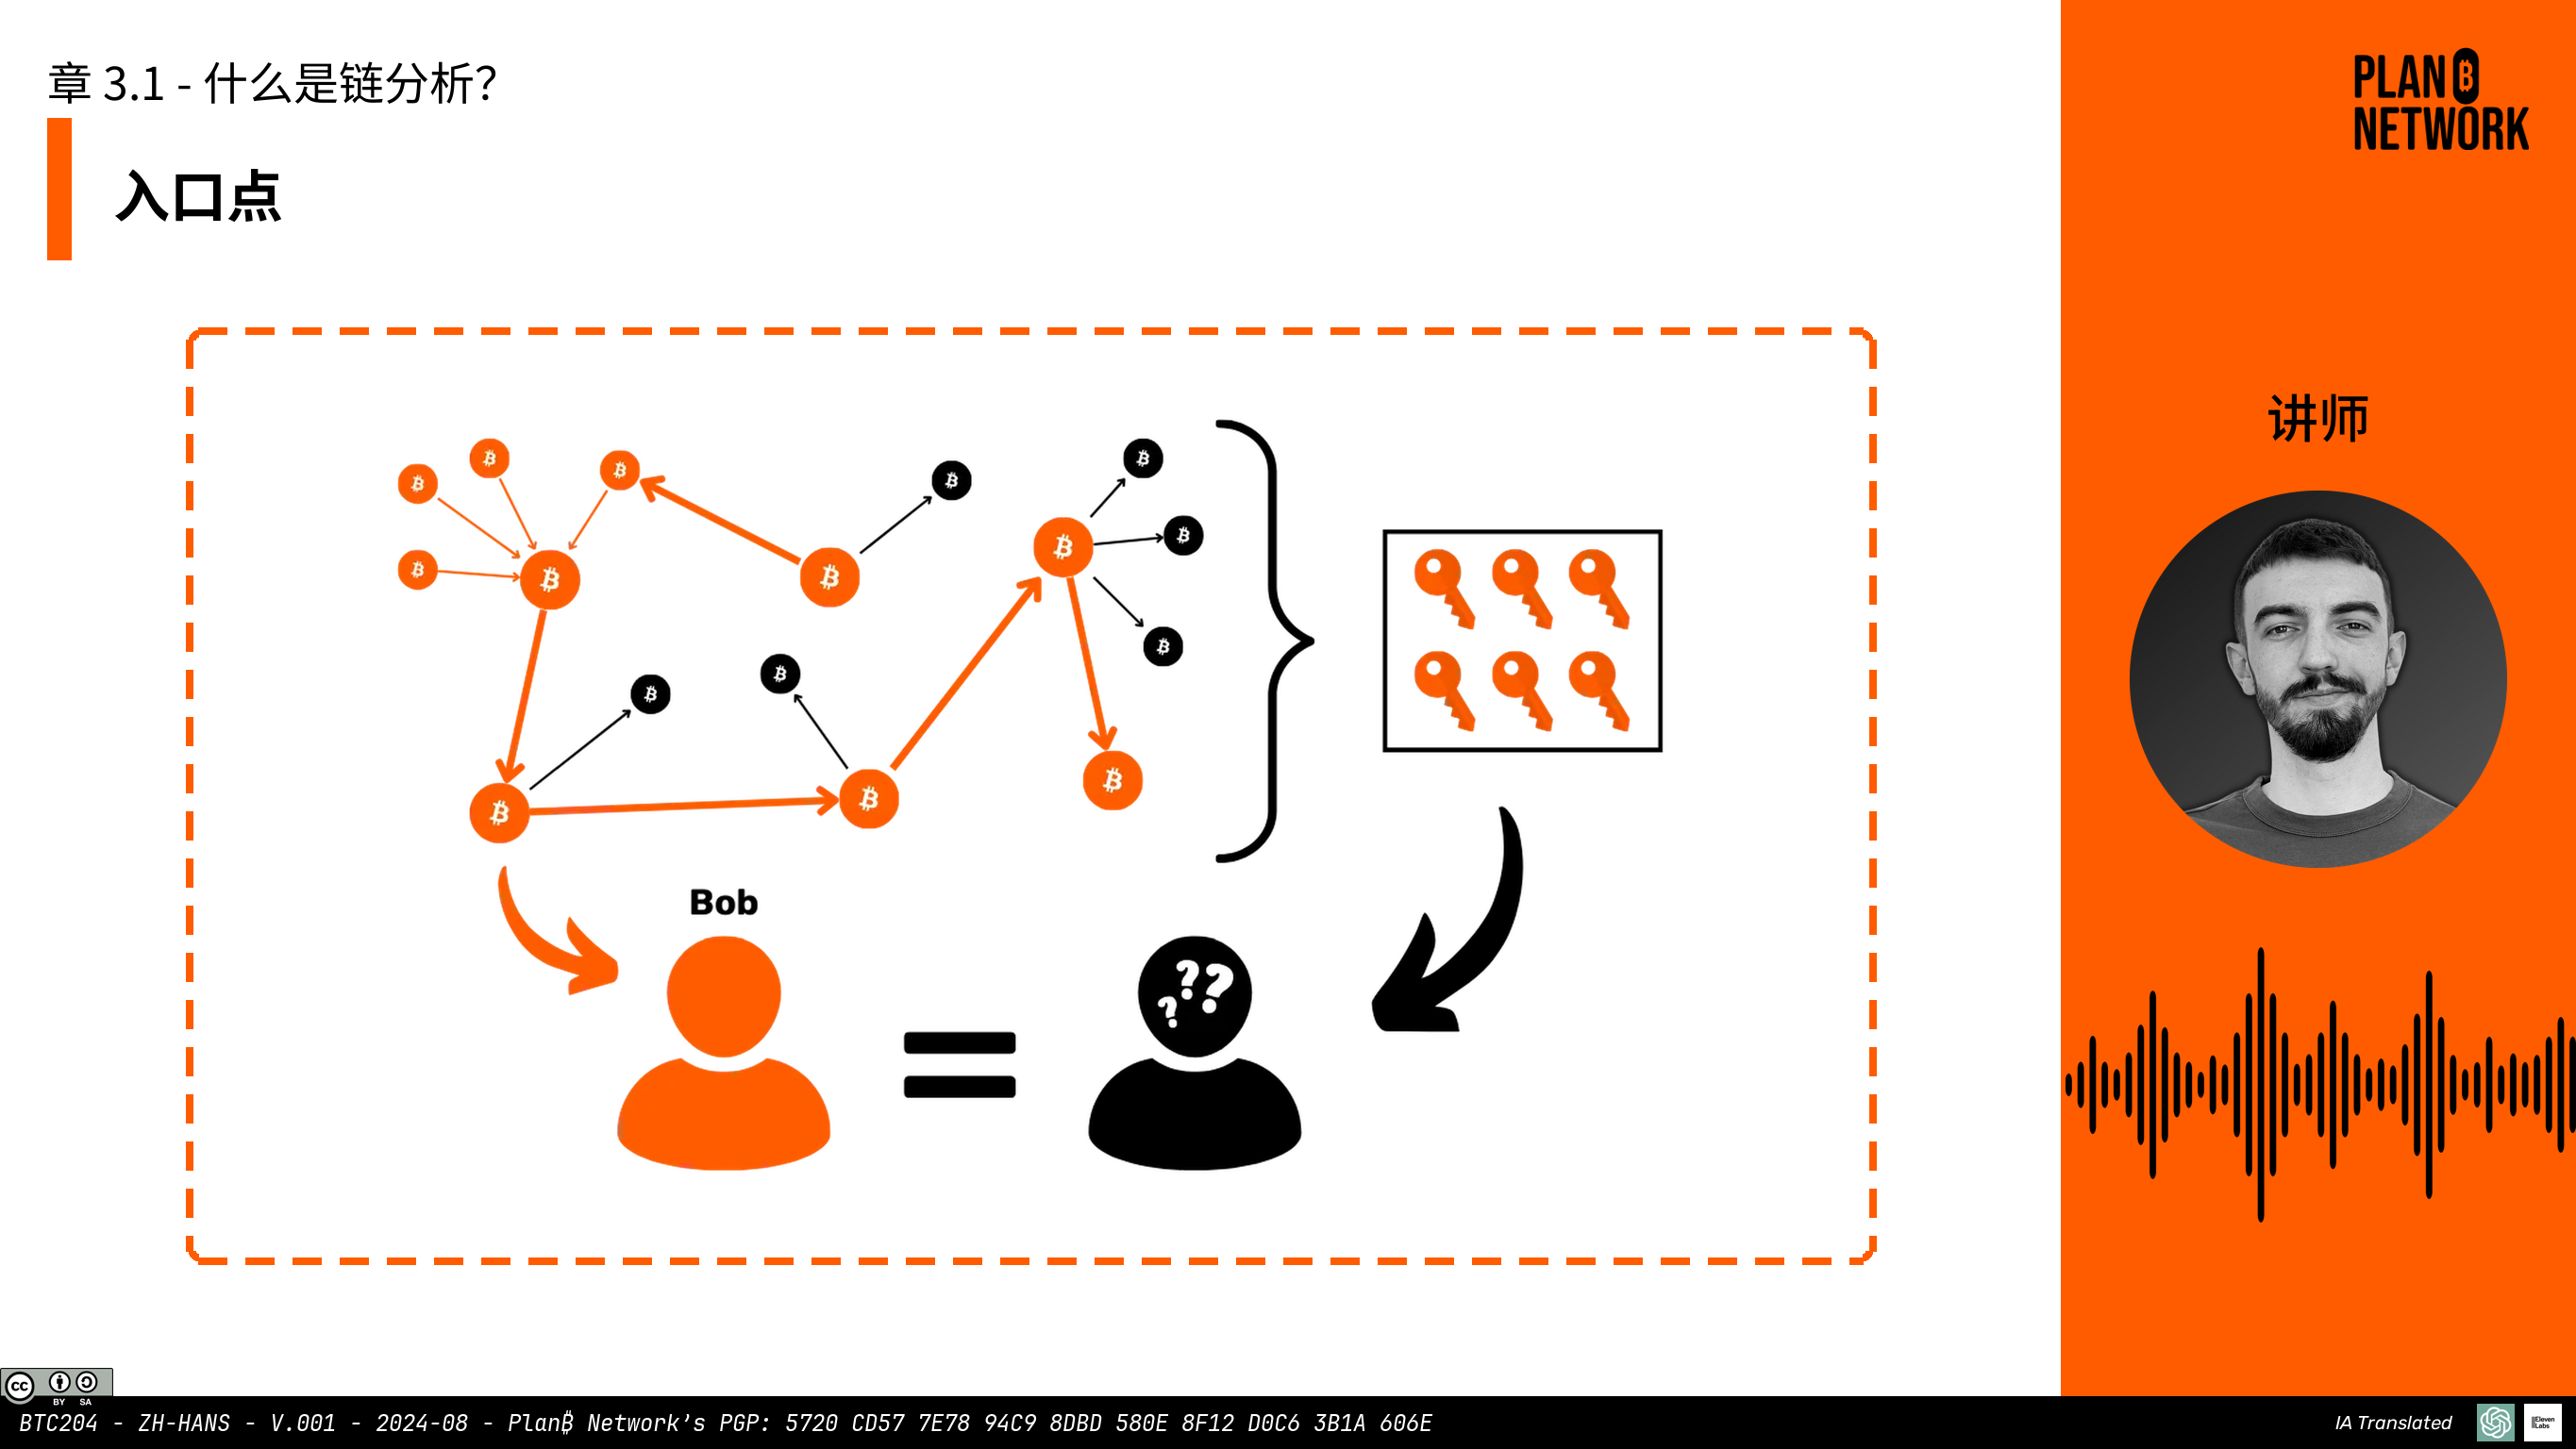 章 3.1 - 什么是链分析？
入口点
PLAN ₿
NETWORK
讲师
Bob
? ? ?
CC BY SA
BTC204 - ZH-HANS - V.001 - 2024-08 - Plan₿ Network's PGP: 5720 CD57 7E78 94C9 8DBD 580E 8F12 D0C6 3B1A 606E
IA Translated
IIElevenLabs